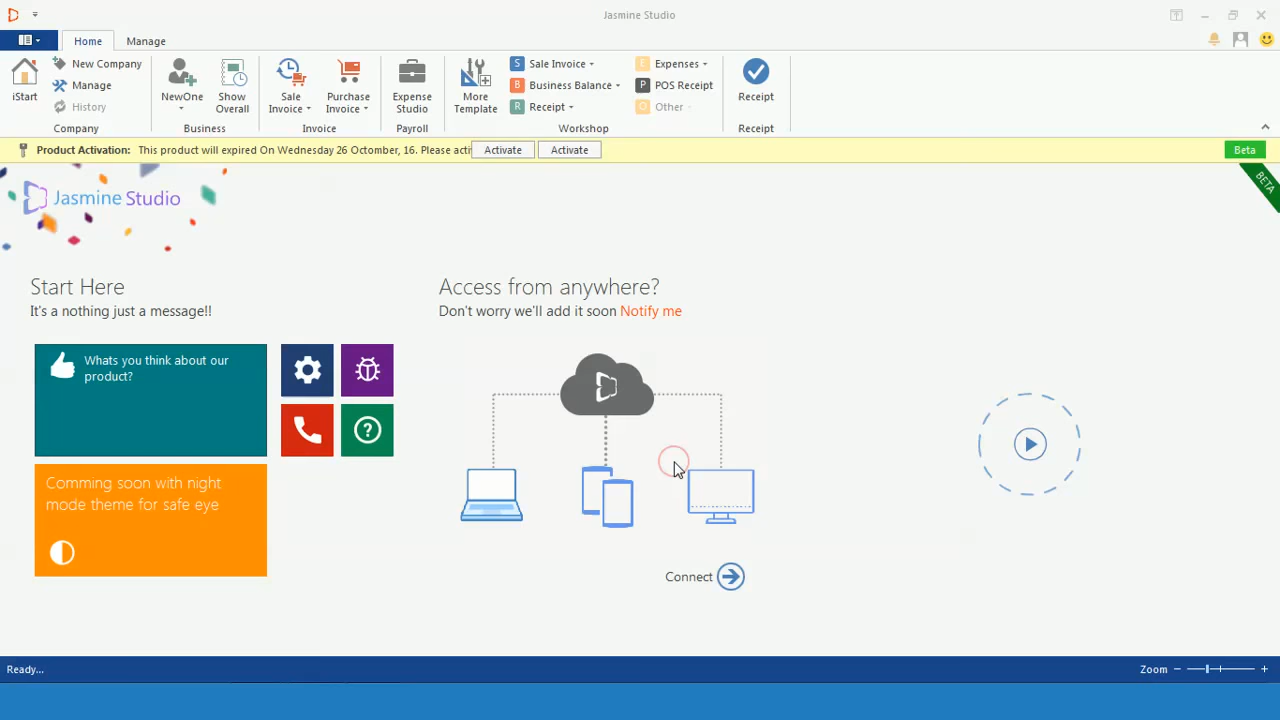 Jasmine Studio
Home
Manage
iStart
New Company
Manage
History
Company
NewOne
Show
Overall
Business
Sale
Invoice
Purchase
Invoice
Invoice
Expense
Studio
Payroll
More
Template
S Sale Invoice
B Business Balance
R Receipt
E Expenses
P POS Receipt
O Other
Workshop
Receipt
Receipt
Product Activation: This product will expired On Wednesday 26 Octomber, 16. Please acti
Activate
Activate
Beta
BETA
Jasmine Studio
Start Here
It's a nothing just a message!!
Access from anywhere?
Don't worry we'll add it soon Notify me
Whats you think about our
product?
Comming soon with night
mode theme for safe eye
Connect
Ready...
Zoom